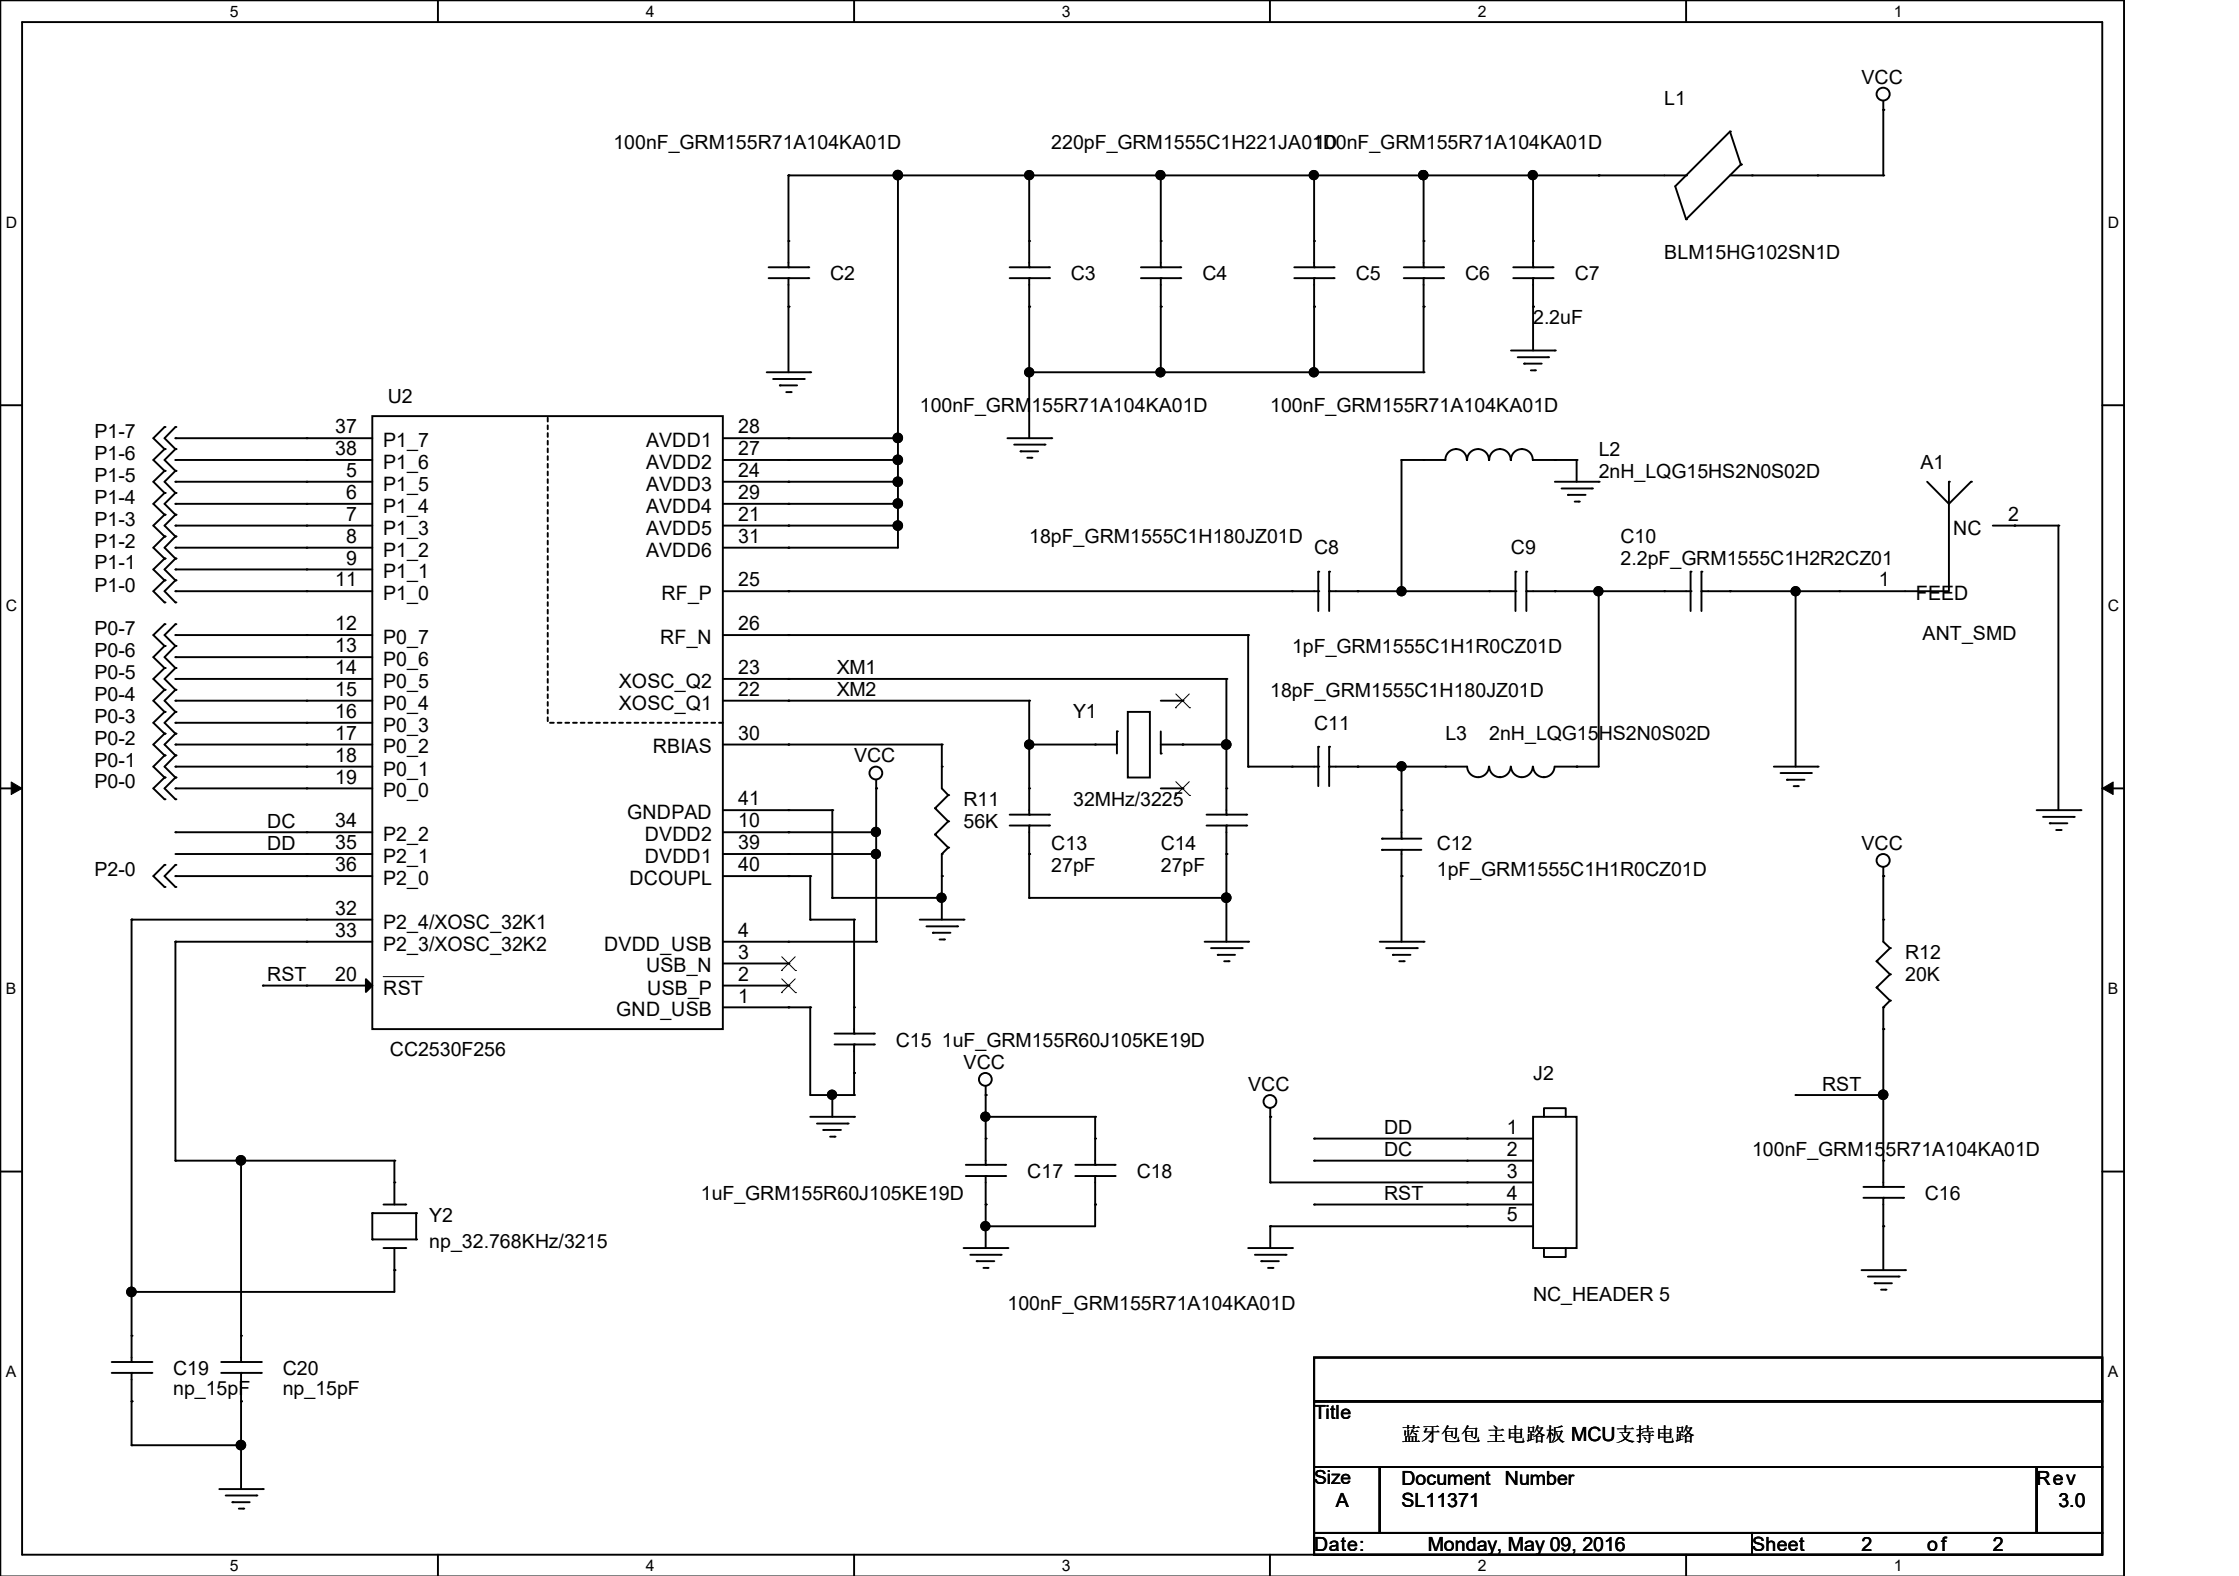 5 4 3 2 1
D
C
B
A
D
C
B
A
VCC
L1
100nF_GRM155R71A104KA01D
220pF_GRM1555C1H221JA01D
100nF_GRM155R71A104KA01D
BLM15HG102SN1D
C2
C3
C4
C5
C6
C7
2.2uF
100nF_GRM155R71A104KA01D
100nF_GRM155R71A104KA01D
U2
P1-7 37 P1_7
P1-6 38 P1_6
P1-5 5 P1_5
P1-4 6 P1_4
P1-3 7 P1_3
P1-2 8 P1_2
P1-1 9 P1_1
P1-0 11 P1_0
P0-7 12 P0_7
P0-6 13 P0_6
P0-5 14 P0_5
P0-4 15 P0_4
P0-3 16 P0_3
P0-2 17 P0_2
P0-1 18 P0_1
P0-0 19 P0_0
DC 34 P2_2
DD 35 P2_1
P2-0 36 P2_0
32 P2_4/XOSC_32K1
33 P2_3/XOSC_32K2
RST 20 RST
AVDD1 28
AVDD2 27
AVDD3 24
AVDD4 29
AVDD5 21
AVDD6 31
RF_P 25
RF_N 26
XOSC_Q2 23 XM1
XOSC_Q1 22 XM2
RBIAS 30
GNDPAD 41
DVDD2 10
DVDD1 39
DCOUPL 40
DVDD_USB 4
USB_N 3
USB_P 2
GND_USB 1
CC2530F256
VCC
R11
56K
Y1
32MHz/3225
C13
27pF
C14
27pF
L2
2nH_LQG15HS2N0S02D
18pF_GRM1555C1H180JZ01D
C8
C9
C10
2.2pF_GRM1555C1H2R2CZ01
1pF_GRM1555C1H1R0CZ01D
18pF_GRM1555C1H180JZ01D
C11
L3 2nH_LQG15HS2N0S02D
C12
1pF_GRM1555C1H1R0CZ01D
A1
NC 2
1
FEED
ANT_SMD
VCC
R12
20K
RST
100nF_GRM155R71A104KA01D
C16
C15 1uF_GRM155R60J105KE19D
VCC
C17
C18
1uF_GRM155R60J105KE19D
100nF_GRM155R71A104KA01D
VCC
J2
DD 1
DC 2
3
RST 4
5
NC_HEADER 5
Y2
np_32.768KHz/3215
C19
np_15pF
C20
np_15pF
Title
蓝牙包包 主电路板 MCU支持电路
Size
A
Document Number
SL11371
Rev
3.0
Date: Monday, May 09, 2016 Sheet 2 of 2
5 4 3 2 1